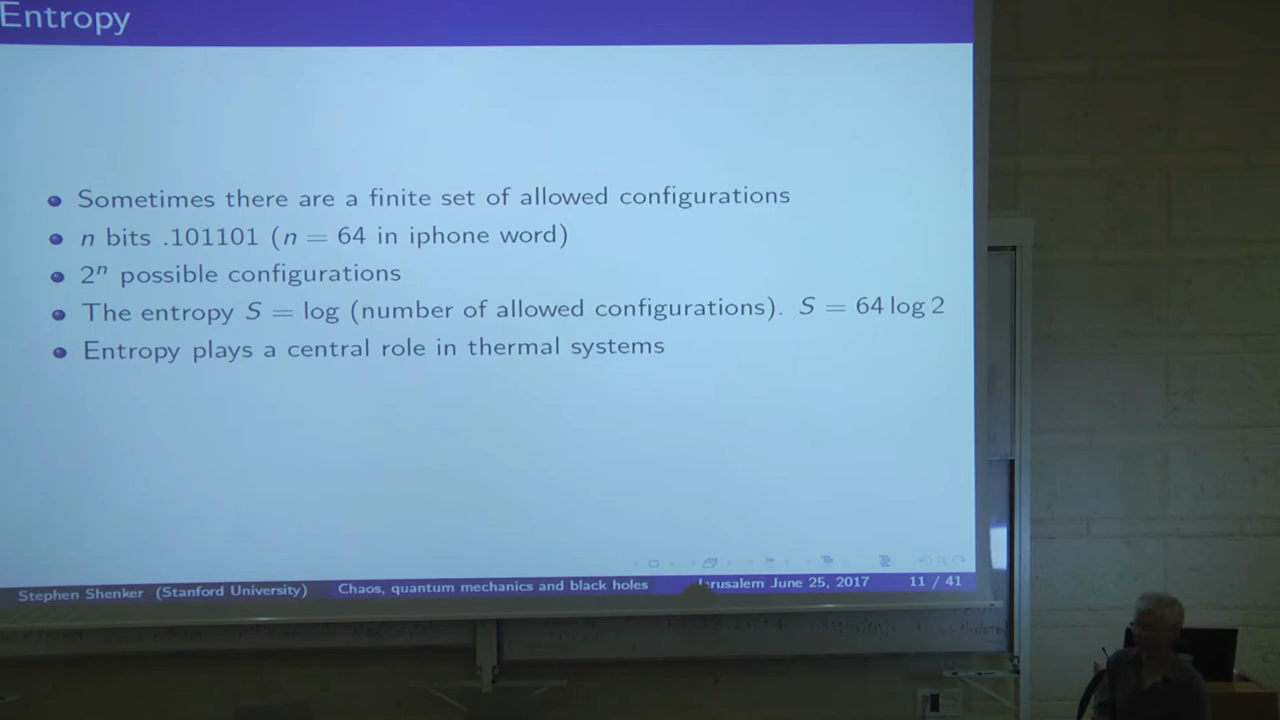 Entropy
Sometimes there are a finite set of allowed configurations
n bits .101101 (n = 64 in iphone word)
2ⁿ possible configurations
The entropy S = log (number of allowed configurations). S = 64 log 2
Entropy plays a central role in thermal systems
Stephen Shenker (Stanford University) Chaos, quantum mechanics and black holes Jerusalem June 25, 2017 11 / 41